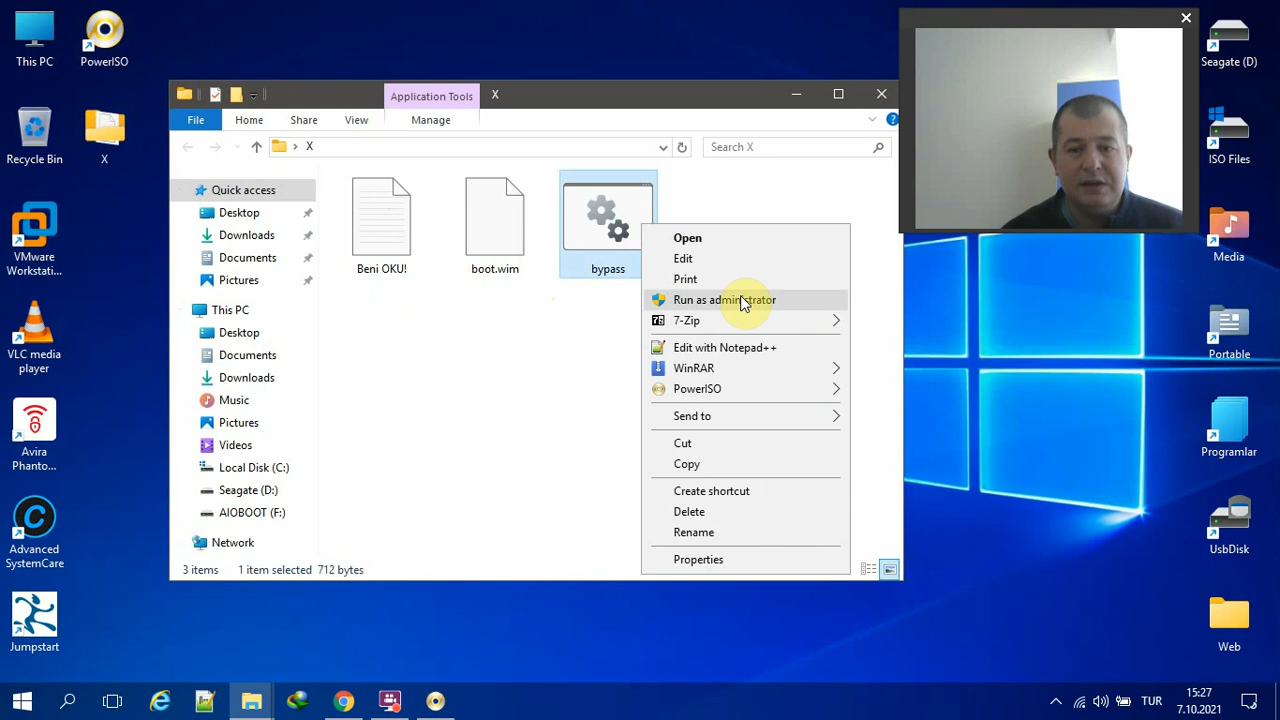 This PC
PowerISO
Recycle Bin
X
VMware
Workstati...
VLC media
player
Avira
Phanto...
Advanced
SystemCare
Jumpstart
Application Tools
X
File
Home
Share
View
Manage
X
Search X
Quick access
Desktop
Downloads
Documents
Pictures
This PC
Desktop
Documents
Downloads
Music
Pictures
Videos
Local Disk (C:)
Seagate (D:)
AIOBOOT (F:)
Network
Beni OKU!
boot.wim
bypass
Open
Edit
Print
Run as administrator
7-Zip
Edit with Notepad++
WinRAR
PowerISO
Send to
Cut
Copy
Create shortcut
Delete
Rename
Properties
3 items
1 item selected 712 bytes
Seagate (D)
ISO Files
Media
Portable
Programlar
UsbDisk
Web
TUR
15:27
7.10.2021